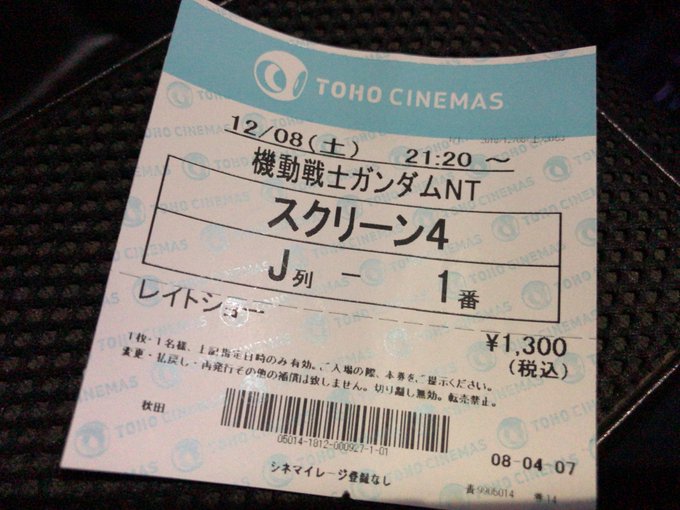 TOHO CINEMAS
12/08(土) 21:20 ～
機動戦士ガンダムNT
スクリーン4
J列 － 1番
レイトショー
¥1,300
(税込)
1枚・1名様、上記指定日時のみ有効。ご入場の際、本券をご提示ください。
変更・払戻し・再発行その他の補償は致しません。切り離し無効。転売禁止。
秋田
05014-1812-000927-1-01
08-04-07
シネマイレージ登録なし